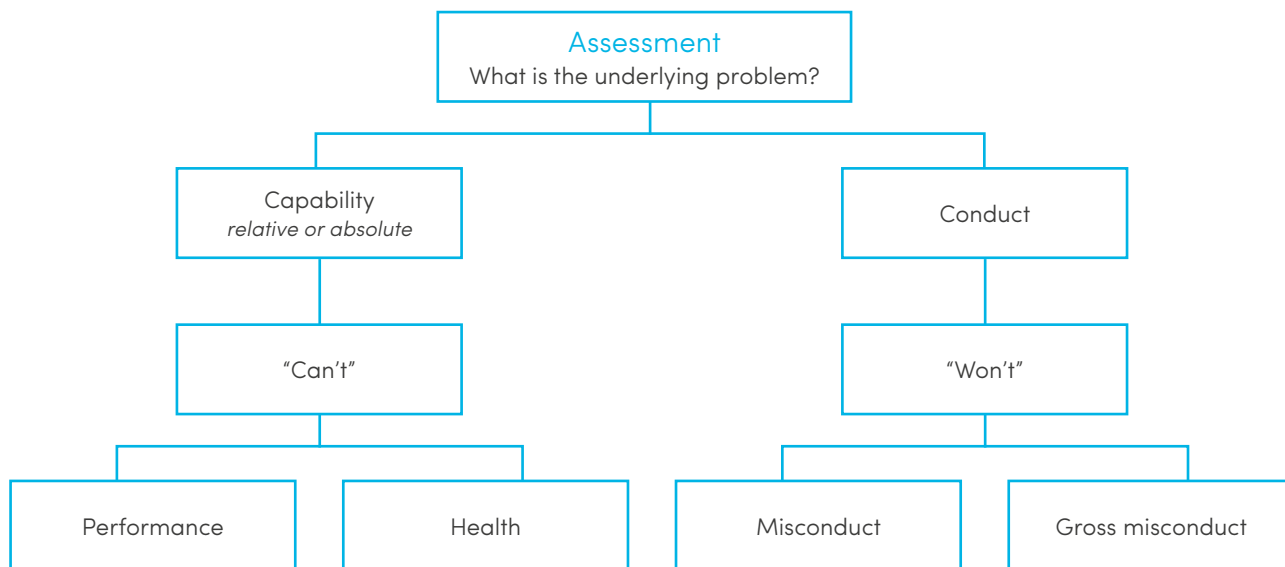 Assessment
What is the underlying problem?
Capability
relative or absolute
Conduct
“Can’t”
“Won’t”
Performance
Health
Misconduct
Gross misconduct